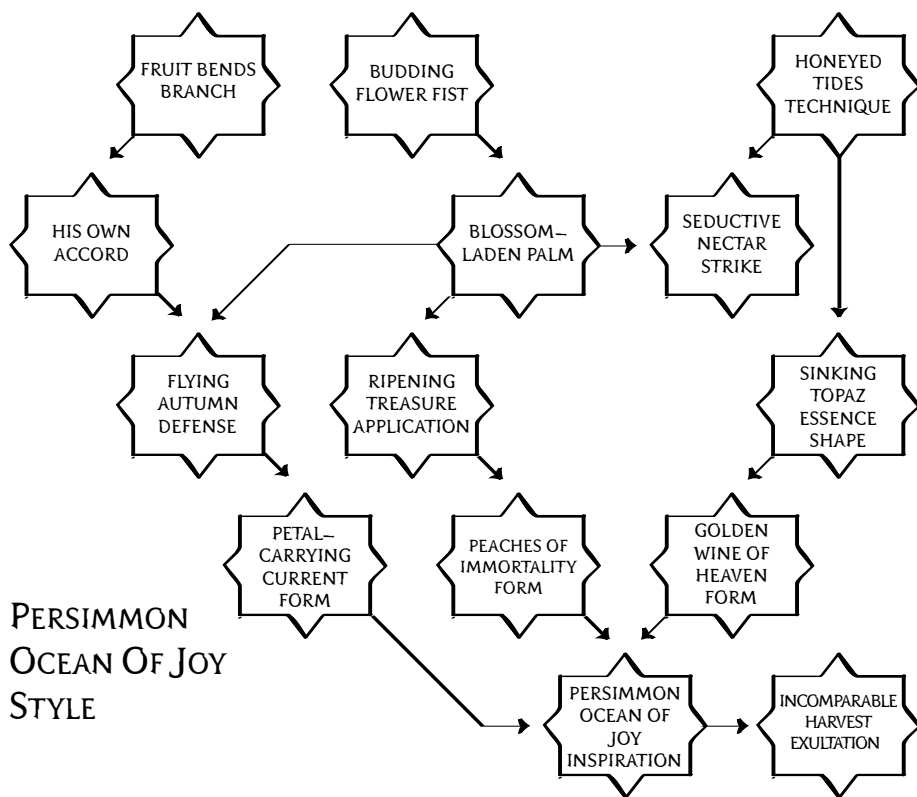 FRUIT BENDS
BRANCH
BUDDING
FLOWER FIST
HONEYED
TIDES
TECHNIQUE
HIS OWN
ACCORD
BLOSSOM–
LADEN PALM
SEDUCTIVE
NECTAR
STRIKE
FLYING
AUTUMN
DEFENSE
RIPENING
TREASURE
APPLICATION
SINKING
TOPAZ
ESSENCE
SHAPE
PETAL–
CARRYING
CURRENT
FORM
PEACHES OF
IMMORTALITY
FORM
GOLDEN
WINE OF
HEAVEN
FORM
PERSIMMON
OCEAN OF JOY
STYLE
PERSIMMON
OCEAN OF
JOY
INSPIRATION
INCOMPARABLE
HARVEST
EXULTATION